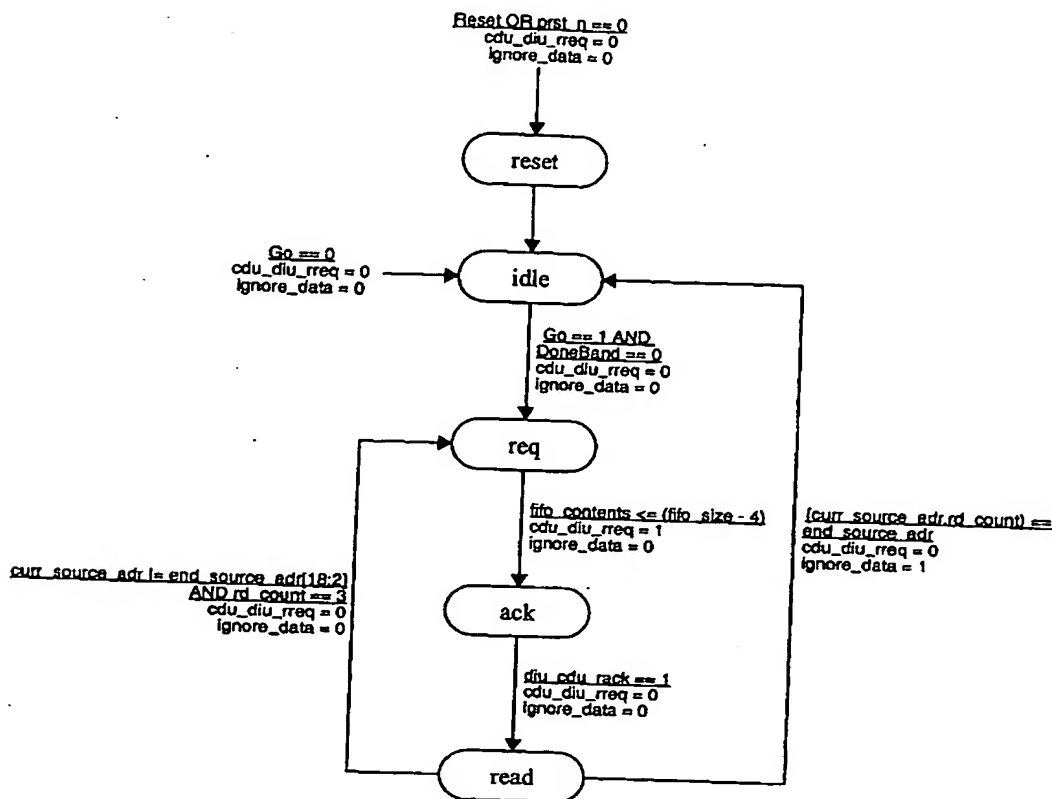 Reset OR prst_n == 0
cdu_diu_rreq = 0
ignore_data = 0
reset
Go == 0
cdu_diu_rreq = 0
ignore_data = 0
idle
Go == 1 AND
DoneBand == 0
cdu_diu_rreq = 0
ignore_data = 0
req
fifo_contents <= (fifo_size - 4)
cdu_diu_rreq = 1
ignore_data = 0
{curr_source_adr,rd_count} ==
end_source_adr
cdu_diu_rreq = 0
ignore_data = 1
curr_source_adr != end_source_adr[18:2]
AND rd_count == 3
cdu_diu_rreq = 0
ignore_data = 0
ack
diu_cdu_rack == 1
cdu_diu_rreq = 0
ignore_data = 0
read